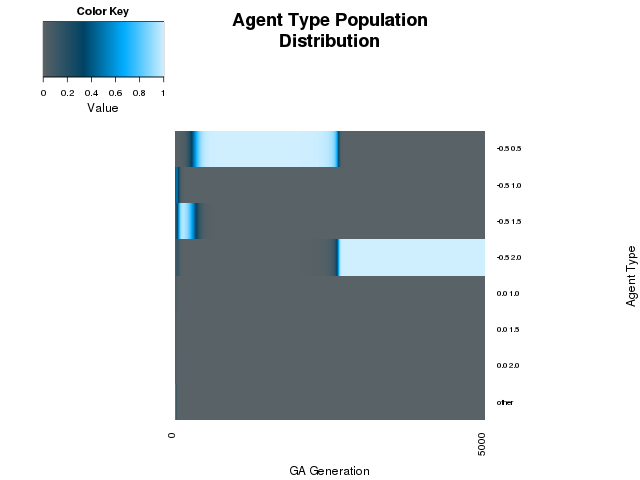 Color Key
0 0.2 0.4 0.6 0.8 1
Value
Agent Type Population
Distribution
-0.5 0.5
-0.5 1.0
-0.5 1.5
-0.5 2.0
0.0 1.0
0.0 1.5
0.0 2.0
other
Agent Type
0 5000
GA Generation